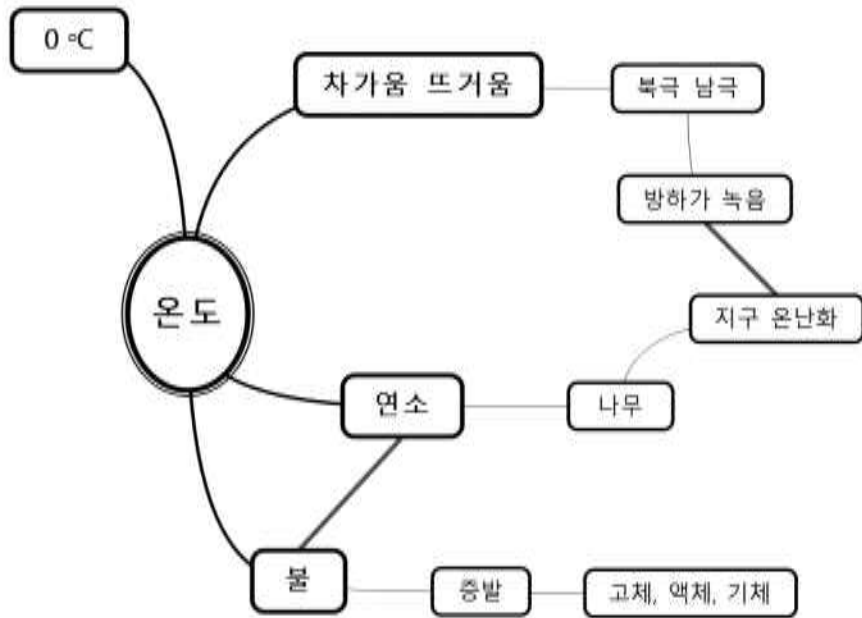 0 °C
차가움 뜨거움
북극 남극
방하가 녹음
지구 온난화
온도
연소
나무
불
증발
고체, 액체, 기체